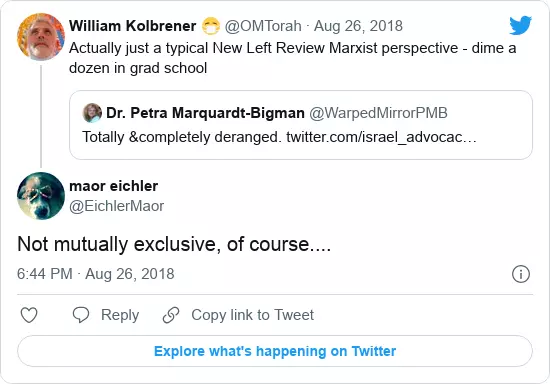 William Kolbrener 😷 @OMTorah · Aug 26, 2018
Actually just a typical New Left Review Marxist perspective - dime a
dozen in grad school
Dr. Petra Marquardt-Bigman @WarpedMirrorPMB
Totally &completely deranged. twitter.com/israel_advocac…
maor eichler
@EichlerMaor
Not mutually exclusive, of course....
6:44 PM · Aug 26, 2018
Reply
Copy link to Tweet
Explore what's happening on Twitter